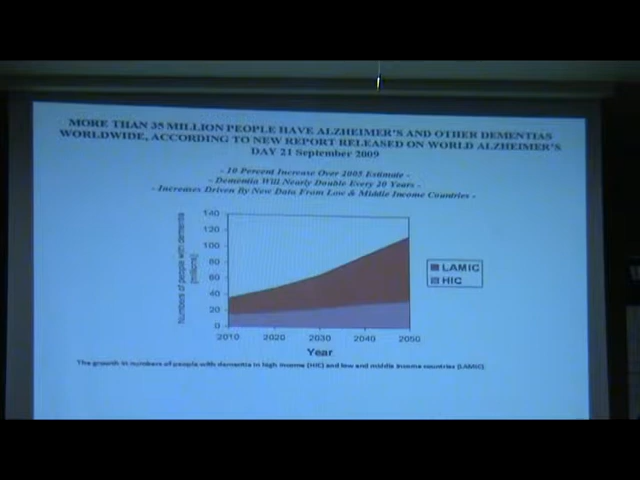 MORE THAN 35 MILLION PEOPLE HAVE ALZHEIMER'S AND OTHER DEMENTIAS
WORLDWIDE, ACCORDING TO NEW REPORT RELEASED ON WORLD ALZHEIMER'S
DAY 21 September 2009
- 10 Percent Increase Over 2005 Estimate -
- Dementia Will Nearly Double Every 20 Years -
- Increases Driven By New Data From Low & Middle Income Countries -
Numbers of people with dementia
(millions)
140
120
100
80
60
40
20
0
2010 2020 2030 2040 2050
Year
LAMIC
HIC
The growth in numbers of people with dementia in high income (HIC) and low and middle income countries (LAMIC)